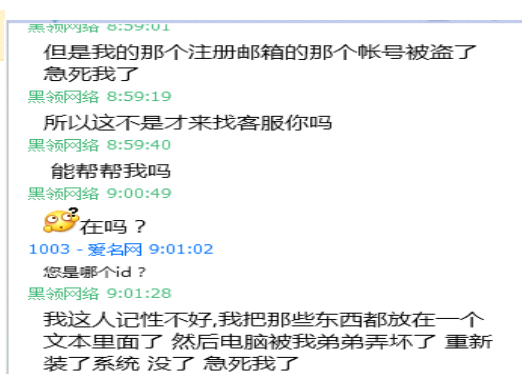 黑领网络 8:59:01
但是我的那个注册邮箱的那个帐号被盗了
急死我了
黑领网络 8:59:19
所以这不是才来找客服你吗
黑领网络 8:59:40
能帮帮我吗
黑领网络 9:00:49
在吗？
1003 - 爱名网 9:01:02
您是哪个id？
黑领网络 9:01:28
我这人记性不好,我把那些东西都放在一个
文本里面了 然后电脑被我弟弟弄坏了 重新
装了系统 没了 急死我了